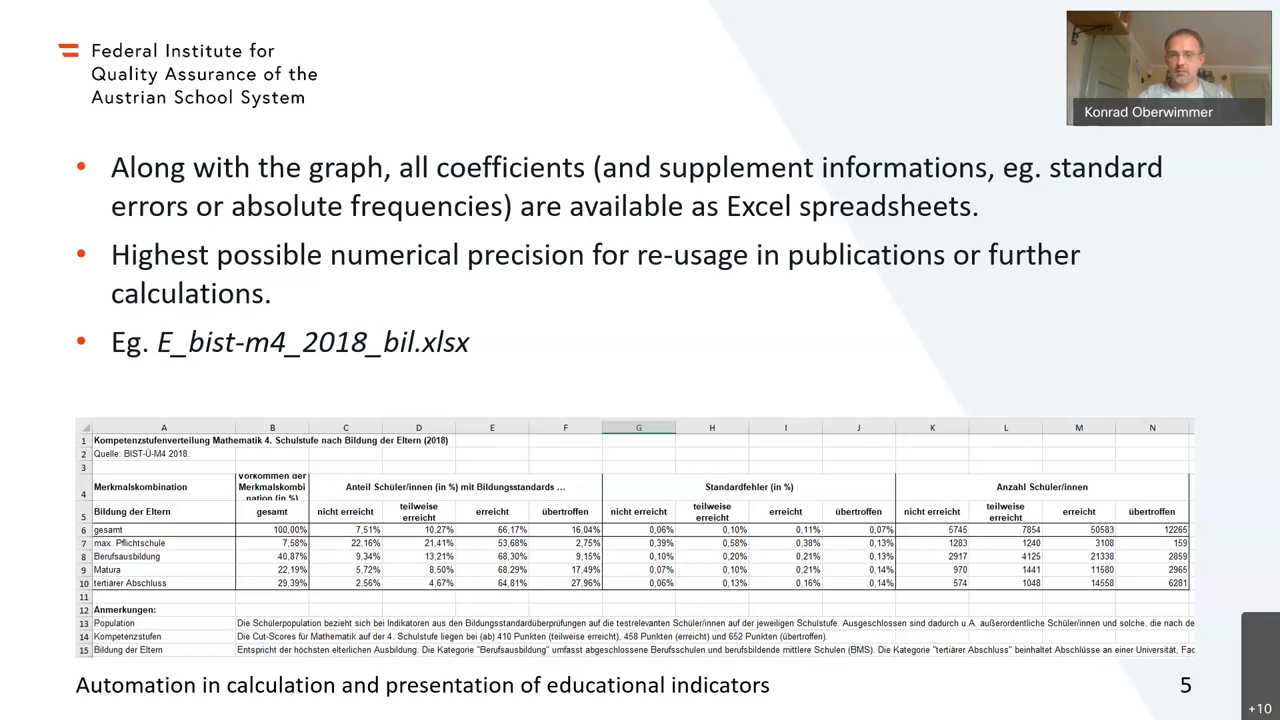 Federal Institute for
Quality Assurance of the
Austrian School System
Konrad Oberwimmer
• Along with the graph, all coefficients (and supplement informations, eg. standard
errors or absolute frequencies) are available as Excel spreadsheets.
• Highest possible numerical precision for re-usage in publications or further
calculations.
• Eg. E_bist-m4_2018_bil.xlsx
A B C D E F G H I J K L M N
1 Kompetenzstufenverteilung Mathematik 4. Schulstufe nach Bildung der Eltern (2018)
2 Quelle: BIST-Ü-M4 2018.
3
4 Merkmalskombination Vorkommen der Merkmalskombi nation (in %) Anteil Schüler/innen (in %) mit Bildungsstandards ... Standardfehler (in %) Anzahl Schüler/innen
5 Bildung der Eltern gesamt nicht erreicht teilweise erreicht erreicht übertroffen nicht erreicht teilweise erreicht erreicht übertroffen nicht erreicht teilweise erreicht erreicht übertroffen
6 gesamt 100,00% 7,51% 10,27% 66,17% 16,04% 0,06% 0,10% 0,11% 0,07% 5745 7854 50583 12265
7 max. Pflichtschule 7,58% 22,16% 21,41% 53,68% 2,75% 0,39% 0,58% 0,38% 0,13% 1283 1240 3108 159
8 Berufsausbildung 40,87% 9,34% 13,21% 68,30% 9,15% 0,10% 0,20% 0,21% 0,13% 2917 4125 21338 2859
9 Matura 22,19% 5,72% 8,50% 68,29% 17,49% 0,07% 0,10% 0,21% 0,14% 970 1441 11580 2965
10 tertiärer Abschluss 29,39% 2,56% 4,67% 64,81% 27,96% 0,06% 0,13% 0,16% 0,14% 574 1048 14558 6281
11
12 Anmerkungen:
13 Population Die Schülerpopulation bezieht sich bei Indikatoren aus den Bildungsstandardüberprüfungen auf die testrelevanten Schüler/innen auf der jeweiligen Schulstufe. Ausgeschlossen sind dadurch u.A. außerordentliche Schüler/innen und solche, die nach de
14 Kompetenzstufen Die Cut-Scores für Mathematik auf der 4. Schulstufe liegen bei (ab) 410 Punkten (teilweise erreicht), 458 Punkten (erreicht) und 652 Punkten (übertroffen).
15 Bildung der Eltern Entspricht der höchsten elterlichen Ausbildung. Die Kategorie "Berufsausbildung" umfasst abgeschlossene Berufsschulen und berufsbildende mittlere Schulen (BMS). Die Kategorie "tertiärer Abschluss" beinhaltet Abschlüsse an einer Universität, Fac
Automation in calculation and presentation of educational indicators 5
+10